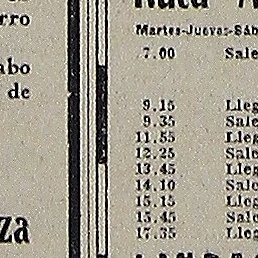 rro
abo
de
za
Martes-Jueves-Sáb
7.00 Sale
9.15 Lleg
9.35 Sale
11.55 Lleg
12.25 Sale
13.45 Lleg
14.10 Sale
15.15 Lleg
15.45 Sale
17.35 Lleg